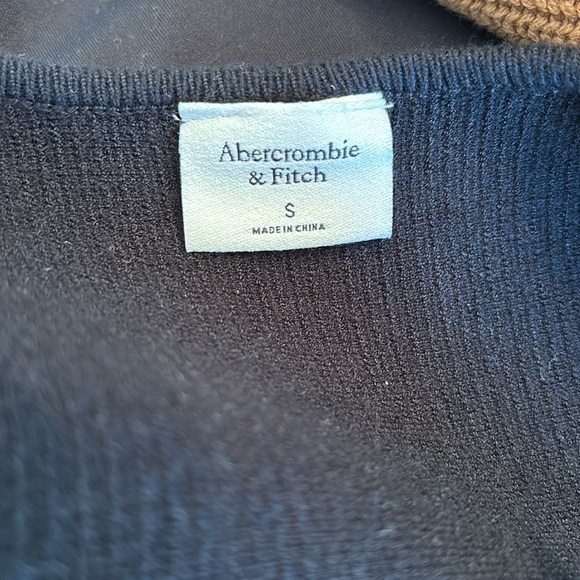 Abercrombie
& Fitch
S
MADE IN CHINA